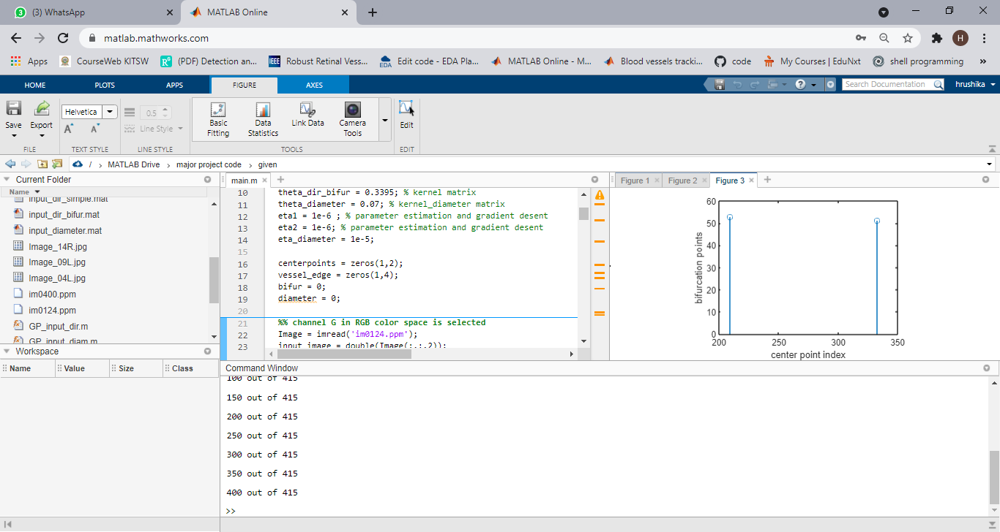 (3) WhatsApp
MATLAB Online
matlab.mathworks.com
H
Apps
CourseWeb KITSW
(PDF) Detection an...
IEEE
Robust Retinal Vess...
EDA
Edit code - EDA Pla...
MATLAB Online - M...
Blood vessels tracki...
code
My Courses | EduNxt
shell programming
»
HOME
PLOTS
APPS
FIGURE
AXES
Search Documentation
hrushika
Save
Export
FILE
Helvetica
A
A
TEXT STYLE
0.5
Line Style
LINE STYLE
Basic
Fitting
Data
Statistics
Link Data
Camera
Tools
TOOLS
Edit
EDIT
/ › MATLAB Drive › major project code › given
Current Folder
Name
input_dir_simple.mat
input_dir_bifur.mat
input_diameter.mat
Image_14R.jpg
Image_09L.jpg
Image_04L.jpg
im0400.ppm
im0124.ppm
GP_input_dir.m
GP_input_diam.m
Workspace
Name
Value
Size
Class
main.m
10 theta_dir_bifur = 0.3395; % kernel matrix
11 theta_diameter = 0.07; % kernel_diameter matrix
12 eta1 = 1e-6 ; % parameter estimation and gradient desent
13 eta2 = 1e-6; % parameter estimation and gradient desent
14 eta_diameter = 1e-5;
15
16 centerpoints = zeros(1,2);
17 vessel_edge = zeros(1,4);
18 bifur = 0;
19 diameter = 0;
20
21 %% channel G in RGB color space is selected
22 Image = imread('im0124.ppm');
23 input_image = double(Image(:,:,2));
Figure 1
Figure 2
Figure 3
60
50
40
30
20
10
0
bifurcation points
200 250 300 350
center point index
Command Window
100 out of 415
150 out of 415
200 out of 415
250 out of 415
300 out of 415
350 out of 415
400 out of 415
>>